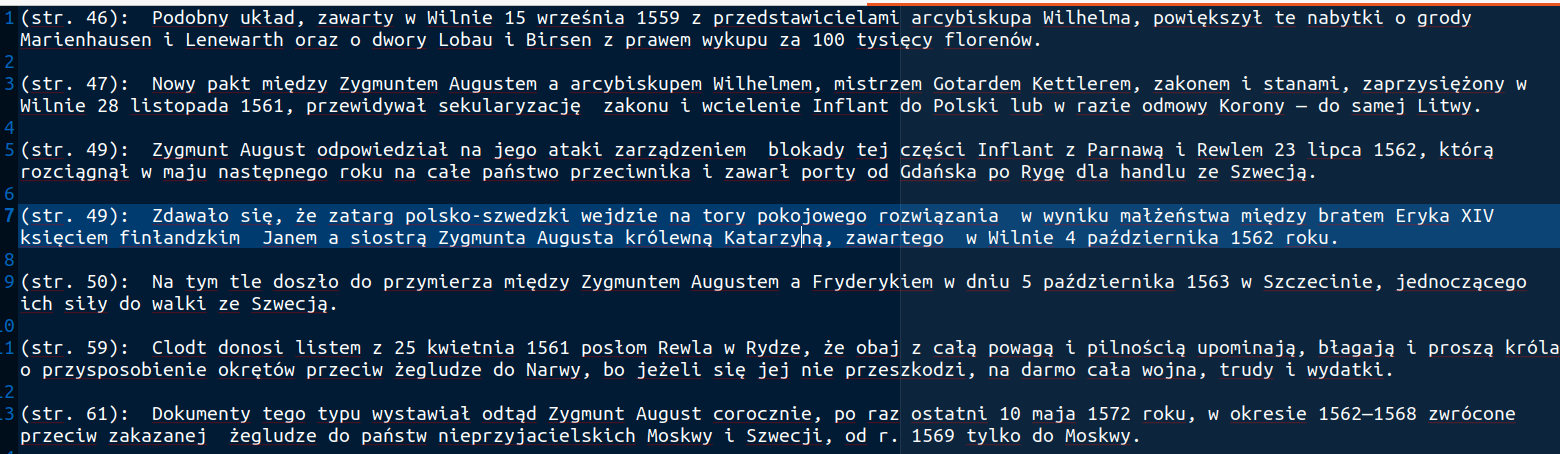 1 (str. 46):  Podobny układ, zawarty w Wilnie 15 września 1559 z przedstawicielami arcybiskupa Wilhelma, powiększył te nabytki o grody
Marienhausen i Lenewarth oraz o dwory Lobau i Birsen z prawem wykupu za 100 tysięcy florenów.
2
3 (str. 47):  Nowy pakt między Zygmuntem Augustem a arcybiskupem Wilhelmem, mistrzem Gotardem Kettlerem, zakonem i stanami, zaprzysiężony w
Wilnie 28 listopada 1561, przewidywał sekularyzację  zakonu i wcielenie Inflant do Polski lub w razie odmowy Korony – do samej Litwy.
4
5 (str. 49):  Zygmunt August odpowiedział na jego ataki zarządzeniem  blokady tej części Inflant z Parnawą i Rewlem 23 lipca 1562, którą
rozciągnął w maju następnego roku na całe państwo przeciwnika i zawarł porty od Gdańska po Rygę dla handlu ze Szwecją.
6
7 (str. 49):  Zdawało się, że zatarg polsko-szwedzki wejdzie na tory pokojowego rozwiązania  w wyniku małżeństwa między bratem Eryka XIV
księciem finlandzkim  Janem a siostrą Zygmunta Augusta królewną Katarzyną, zawartego  w Wilnie 4 października 1562 roku.
8
9 (str. 50):  Na tym tle doszło do przymierza między Zygmuntem Augustem a Fryderykiem w dniu 5 października 1563 w Szczecinie, jednoczącego
ich siły do walki ze Szwecją.
10
11 (str. 59):  Clodt donosi listem z 25 kwietnia 1561 posłom Rewla w Rydze, że obaj z całą powagą i pilnością upominają, błagają i proszą króla
o przysposobienie okrętów przeciw żegludze do Narwy, bo jeżeli się jej nie przeszkodzi, na darmo cała wojna, trudy i wydatki.
12
13 (str. 61):  Dokumenty tego typu wystawiał odtąd Zygmunt August corocznie, po raz ostatni 10 maja 1572 roku, w okresie 1562–1568 zwrócone
przeciw zakazanej  żegludze do państw nieprzyjacielskich Moskwy i Szwecji, od r. 1569 tylko do Moskwy.